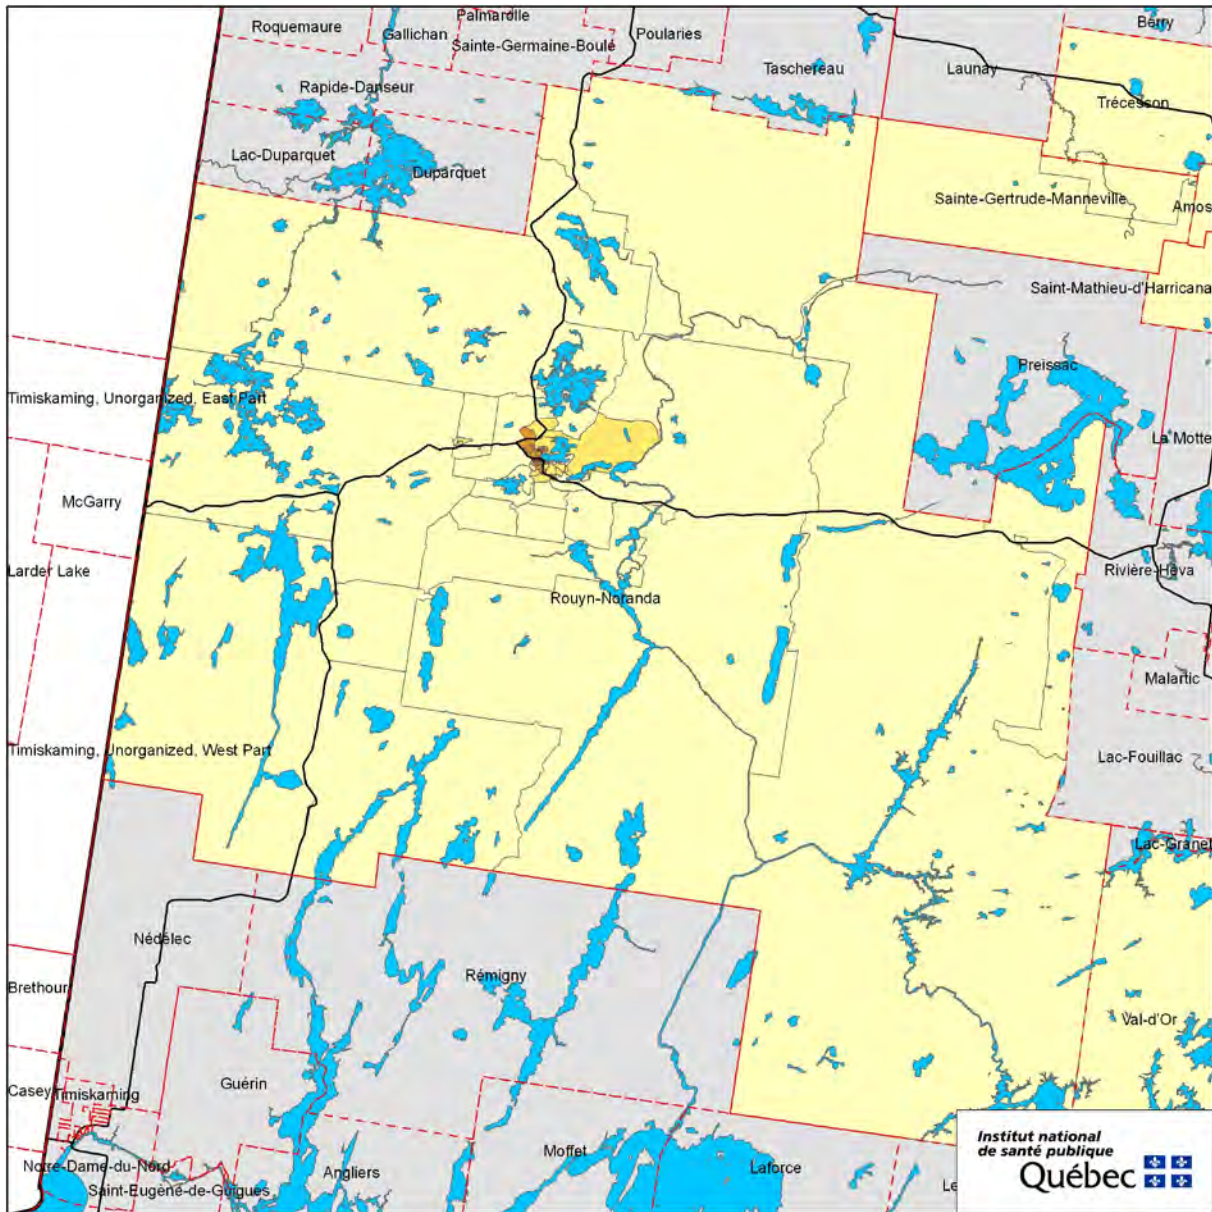 Palmarolle
Roquemaure
Gallichan
Sainte-Germaine-Boulé
Poularies
Berry
Taschereau
Launay
Rapide-Danseur
Trécesson
Lac-Duparquet
Duparquet
Sainte-Gertrude-Manneville
Amos
Saint-Mathieu-d'Harricana
Preissac
Timiskaming, Unorganized, East Part
La Motte
McGarry
Larder Lake
Rivière-Héva
Rouyn-Noranda
Malartic
Timiskaming, Unorganized, West Part
Lac-Fouillac
Lac-Granet
Nédélec
Rémigny
Brethour
Val-d'Or
Guérin
Casey
Timiskaming
Institut national
de santé publique
Québec
Moffet
Notre-Dame-du-Nord
Angliers
Laforce
Saint-Eugène-de-Guigues
Le